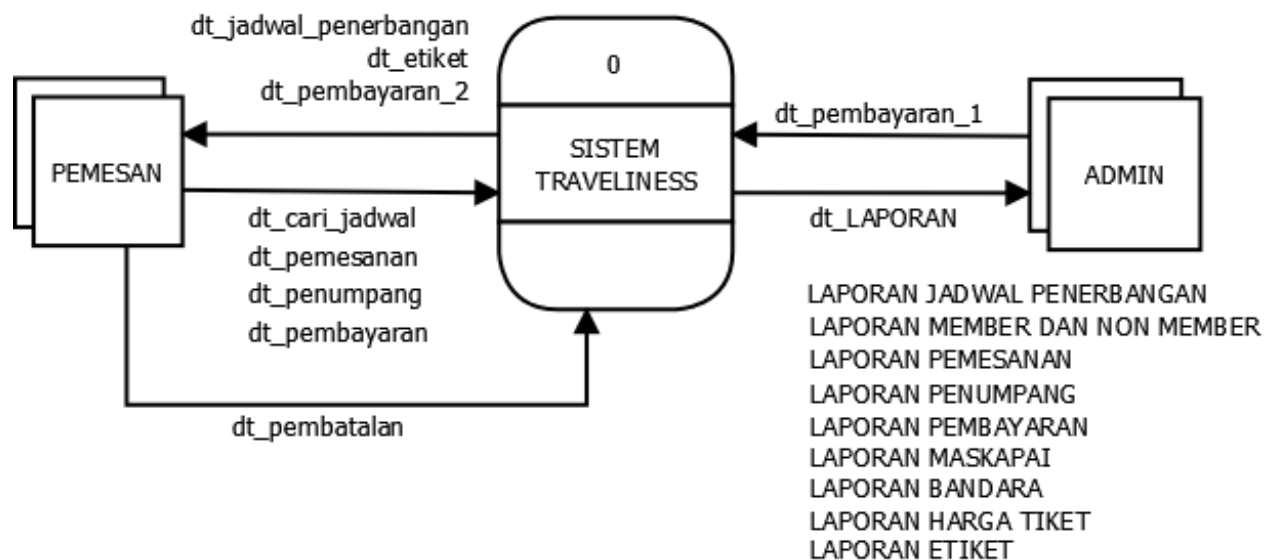 dt_jadwal_penerbangan
dt_etiket
dt_pembayaran_2
0
dt_pembayaran_1
PEMESAN
SISTEM
TRAVELINESS
ADMIN
dt_cari_jadwal
dt_pemesanan
dt_penumpang
dt_pembayaran
dt_LAPORAN
dt_pembatalan
LAPORAN JADWAL PENERBANGAN
LAPORAN MEMBER DAN NON MEMBER
LAPORAN PEMESANAN
LAPORAN PENUMPANG
LAPORAN PEMBAYARAN
LAPORAN MASKAPAI
LAPORAN BANDARA
LAPORAN HARGA TIKET
LAPORAN ETIKET